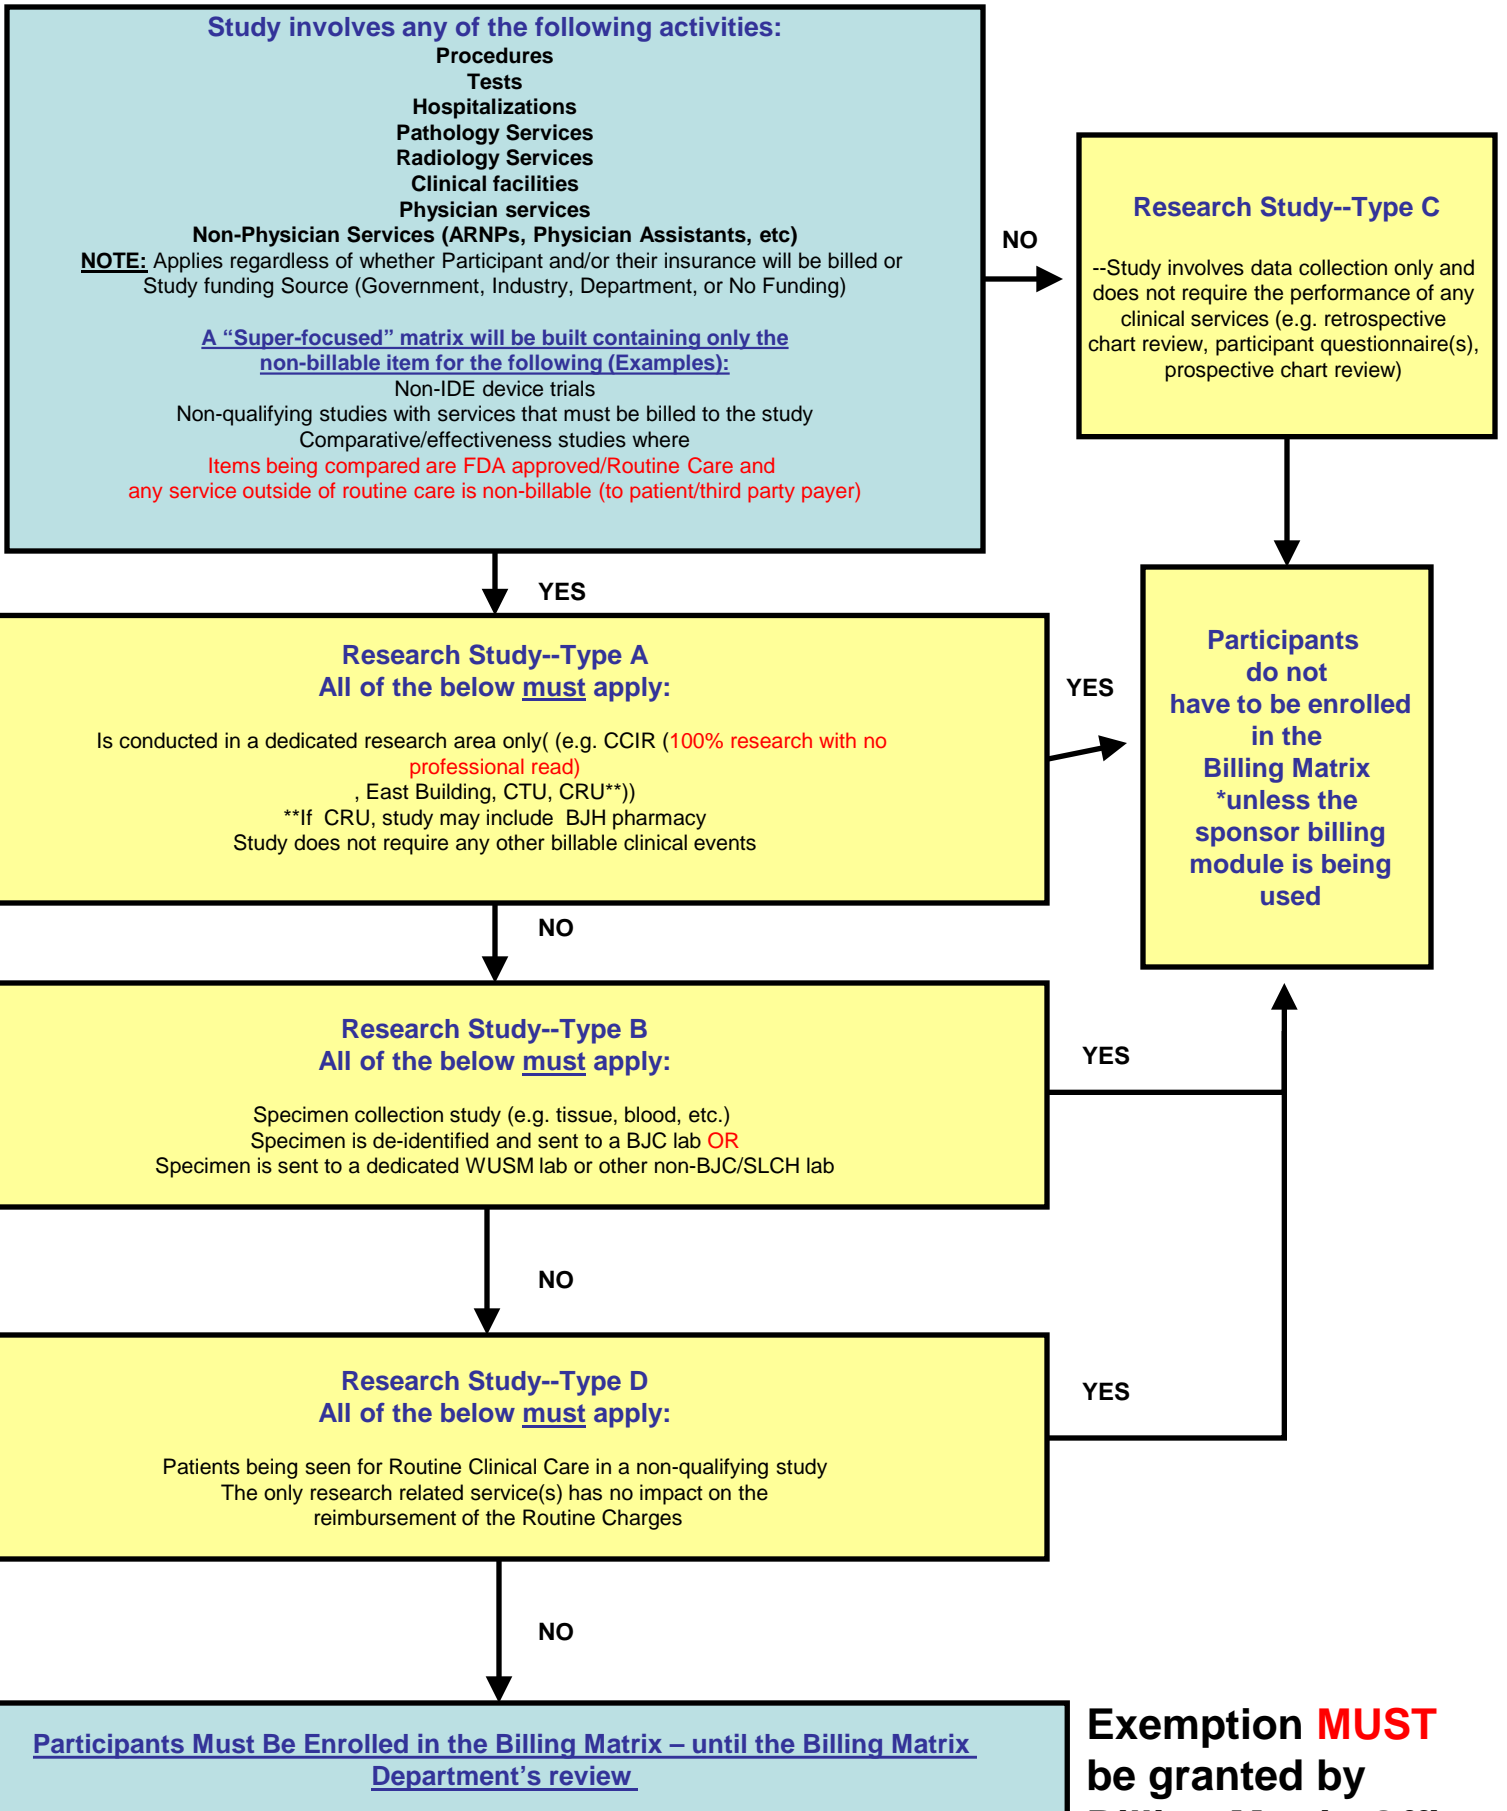 Study involves any of the following activities:
Procedures
Tests
Hospitalizations
Pathology Services
Radiology Services
Clinical facilities
Physician services
Non-Physician Services (ARNPs, Physician Assistants, etc)
NOTE: Applies regardless of whether Participant and/or their insurance will be billed or
Study funding Source (Government, Industry, Department, or No Funding)
A “Super-focused” matrix will be built containing only the
non-billable item for the following (Examples):
Non-IDE device trials
Non-qualifying studies with services that must be billed to the study
Comparative/effectiveness studies where
Items being compared are FDA approved/Routine Care and
any service outside of routine care is non-billable (to patient/third party payer)
NO
Research Study--Type C
--Study involves data collection only and
does not require the performance of any
clinical services (e.g. retrospective
chart review, participant questionnaire(s),
prospective chart review)
YES
Research Study--Type A
All of the below must apply:
Is conducted in a dedicated research area only( (e.g. CCIR (100% research with no
professional read)
, East Building, CTU, CRU**))
**If CRU, study may include BJH pharmacy
Study does not require any other billable clinical events
YES
Participants
do not
have to be enrolled
in the
Billing Matrix
*unless the
sponsor billing
module is being
used
NO
Research Study--Type B
All of the below must apply:
Specimen collection study (e.g. tissue, blood, etc.)
Specimen is de-identified and sent to a BJC lab OR
Specimen is sent to a dedicated WUSM lab or other non-BJC/SLCH lab
YES
NO
Research Study--Type D
All of the below must apply:
Patients being seen for Routine Clinical Care in a non-qualifying study
The only research related service(s) has no impact on the
reimbursement of the Routine Charges
YES
NO
Participants Must Be Enrolled in the Billing Matrix – until the Billing Matrix
Department’s review
Exemption MUST
be granted by